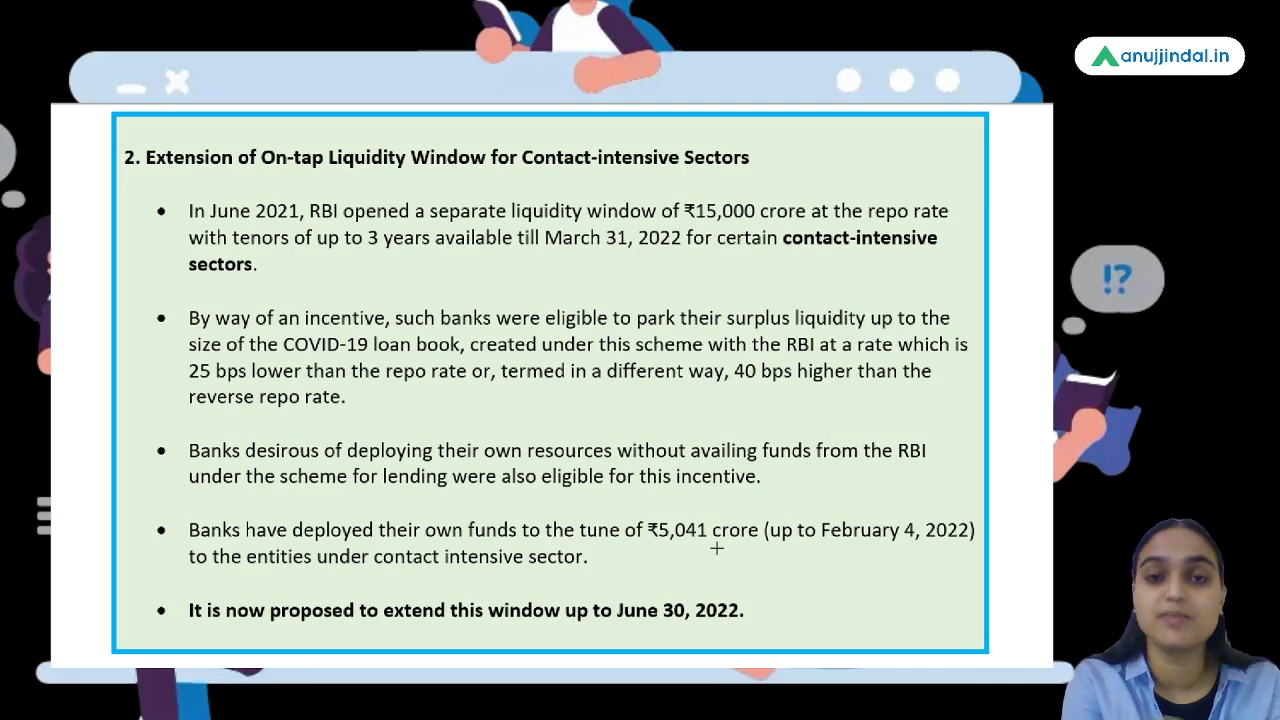 anujjindal.in
2. Extension of On-tap Liquidity Window for Contact-intensive Sectors
• In June 2021, RBI opened a separate liquidity window of ₹15,000 crore at the repo rate
with tenors of up to 3 years available till March 31, 2022 for certain contact-intensive
sectors.
• By way of an incentive, such banks were eligible to park their surplus liquidity up to the
size of the COVID-19 loan book, created under this scheme with the RBI at a rate which is
25 bps lower than the repo rate or, termed in a different way, 40 bps higher than the
reverse repo rate.
• Banks desirous of deploying their own resources without availing funds from the RBI
under the scheme for lending were also eligible for this incentive.
• Banks have deployed their own funds to the tune of ₹5,041 crore (up to February 4, 2022)
to the entities under contact intensive sector.
• It is now proposed to extend this window up to June 30, 2022.
!?